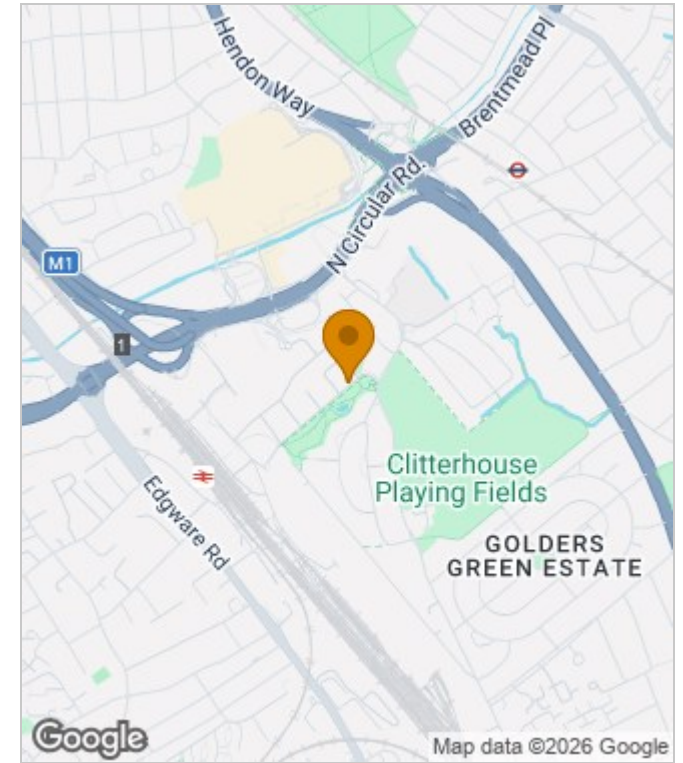 Hendon Way
Brentmead Pl
N Circular Rd.
M1
1
Edgware Rd
Clitterhouse
Playing Fields
GOLDERS
GREEN ESTATE
Google
Map data ©2026 Google